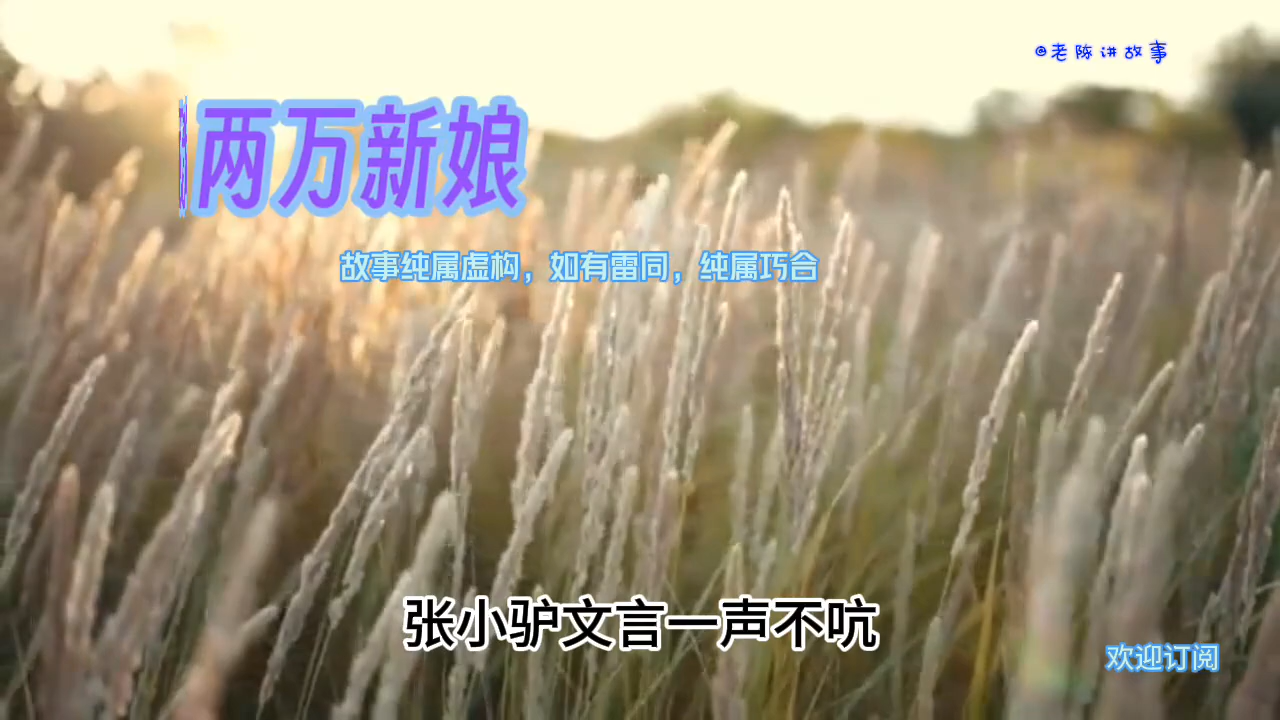 @老陈讲故事
两万新娘
故事纯属虚构，如有雷同，纯属巧合
张小驴文言一声不吭
欢迎订阅